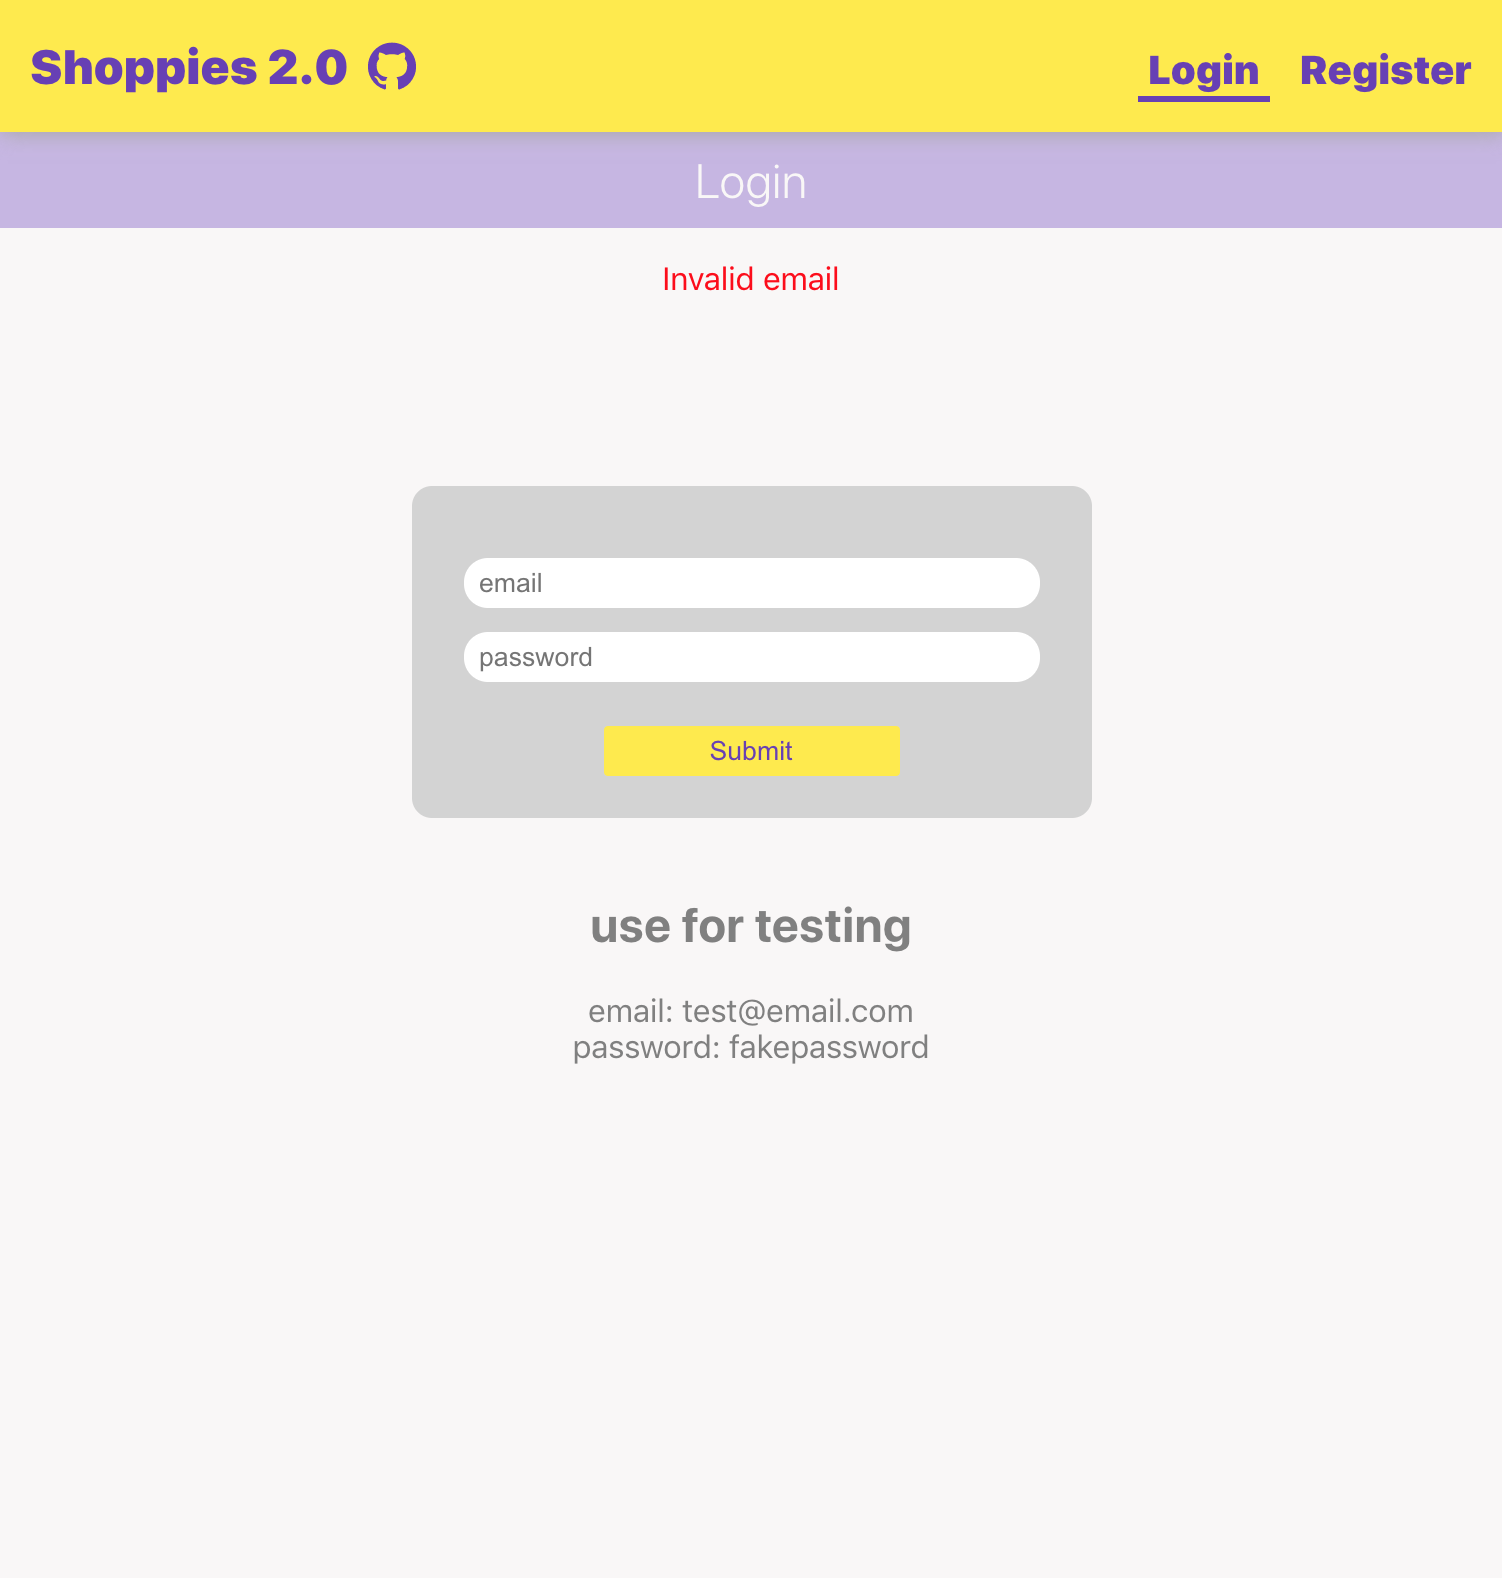 Shoppies 2.0
Login Register
Login
Invalid email
email
password
Submit
use for testing
email: test@email.com
password: fakepassword